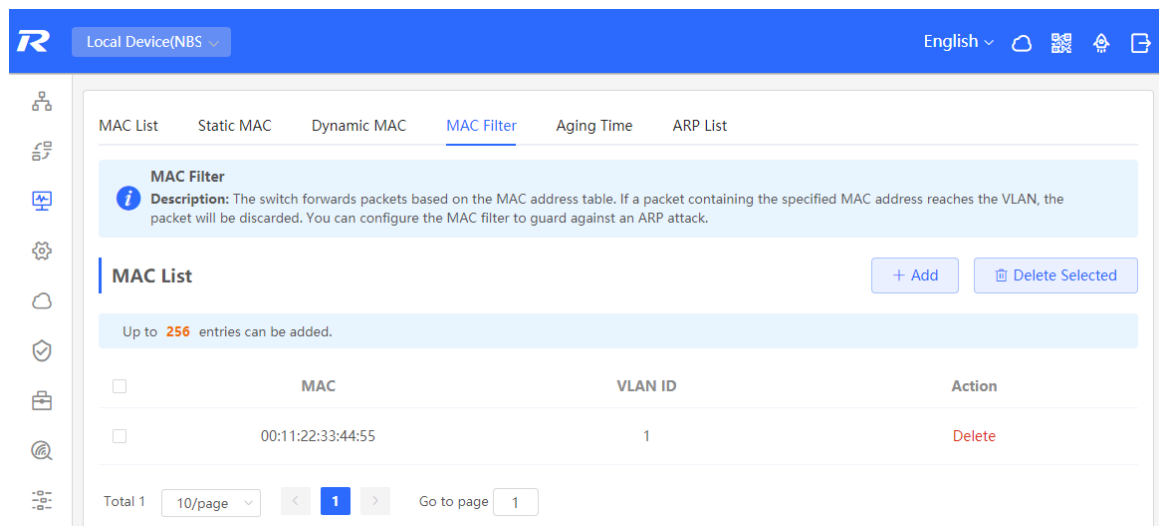 Local Device(NBS
English
MAC List Static MAC Dynamic MAC MAC Filter Aging Time ARP List
MAC Filter
Description: The switch forwards packets based on the MAC address table. If a packet containing the specified MAC address reaches the VLAN, the
packet will be discarded. You can configure the MAC filter to guard against an ARP attack.
MAC List
+ Add Delete Selected
Up to 256 entries can be added.
MAC VLAN ID Action
00:11:22:33:44:55 1 Delete
Total 1 10/page < 1 > Go to page 1